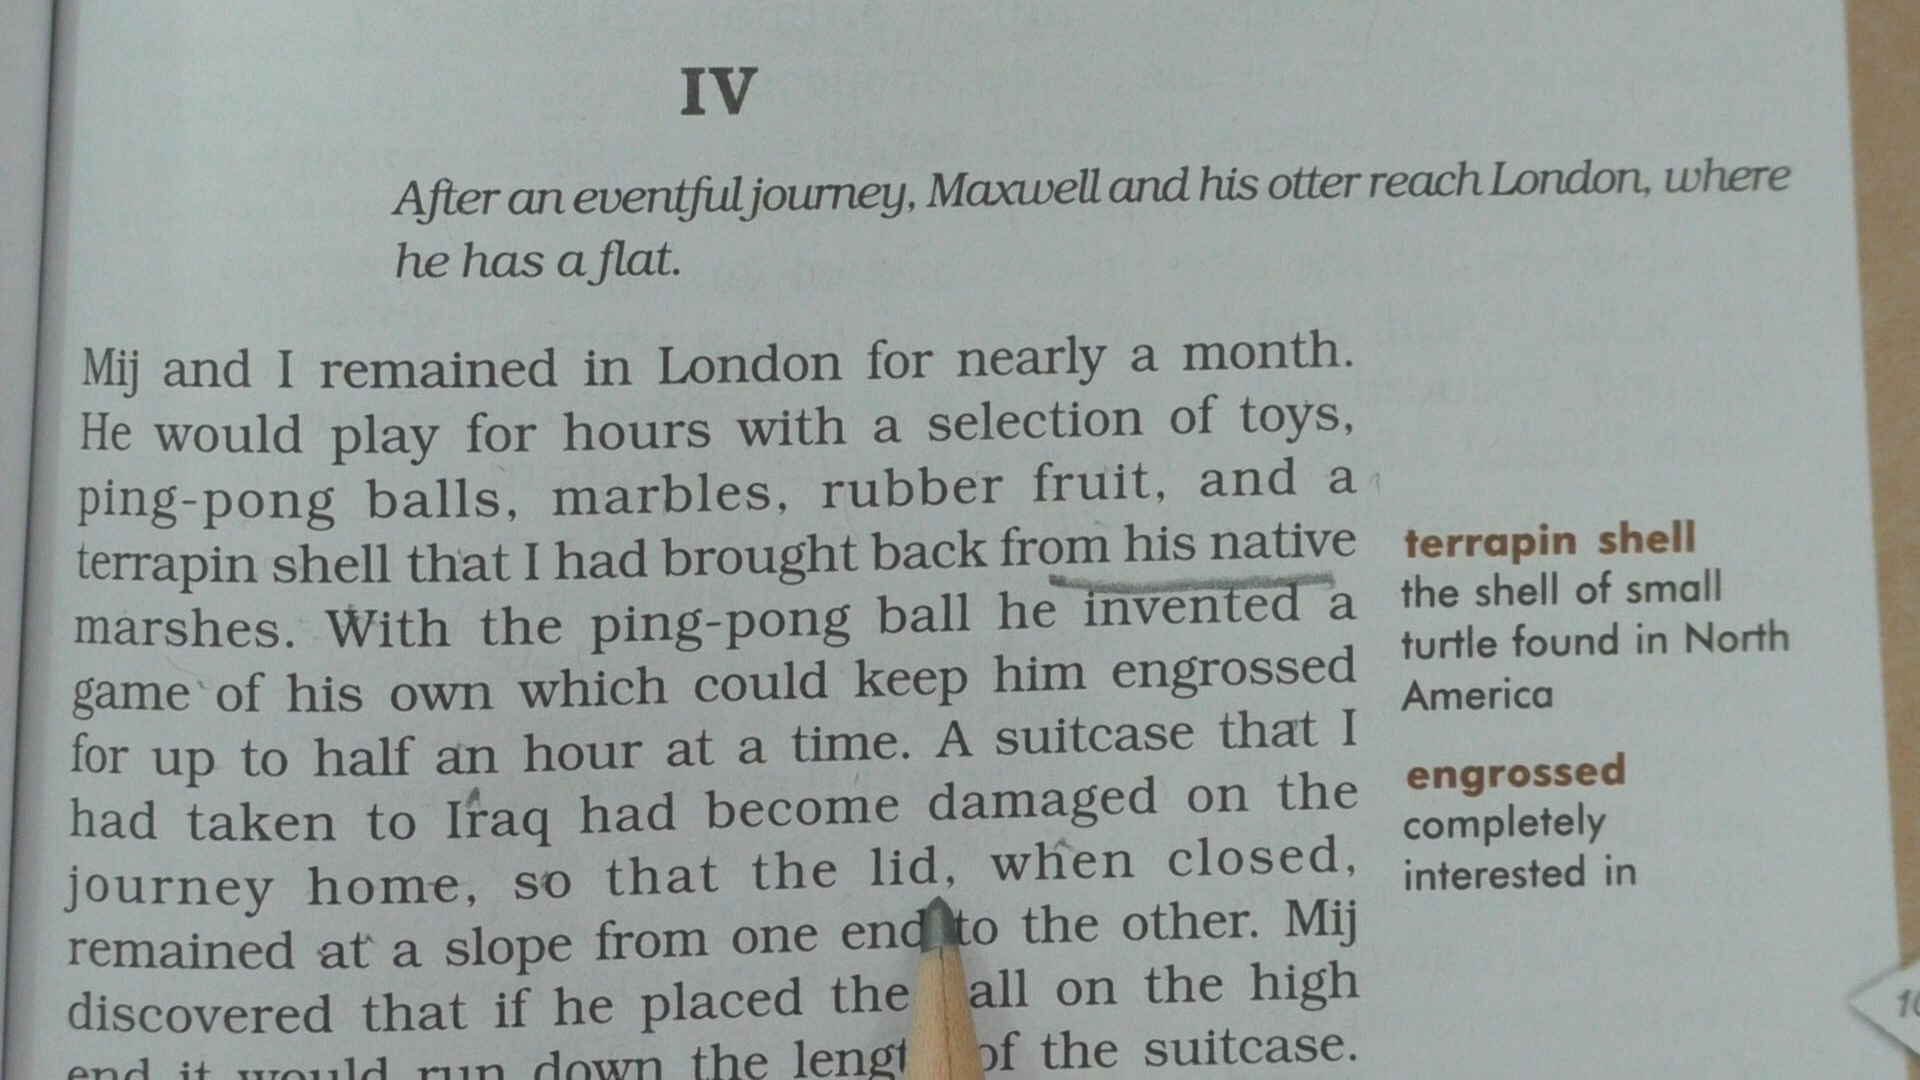 IV
After an eventful journey, Maxwell and his otter reach London, where
he has a flat.
Mij and I remained in London for nearly a month.
He would play for hours with a selection of toys,
ping-pong balls, marbles, rubber fruit, and a
terrapin shell that I had brought back from his native
marshes. With the ping-pong ball he invented a
game of his own which could keep him engrossed
for up to half an hour at a time. A suitcase that I
had taken to Iraq had become damaged on the
journey home, so that the lid, when closed,
remained at a slope from one end to the other. Mij
discovered that if he placed the all on the high
end it would run down the of the suitcase.
terrapin shell
the shell of small
turtle found in North
America
engrossed
completely
interested in